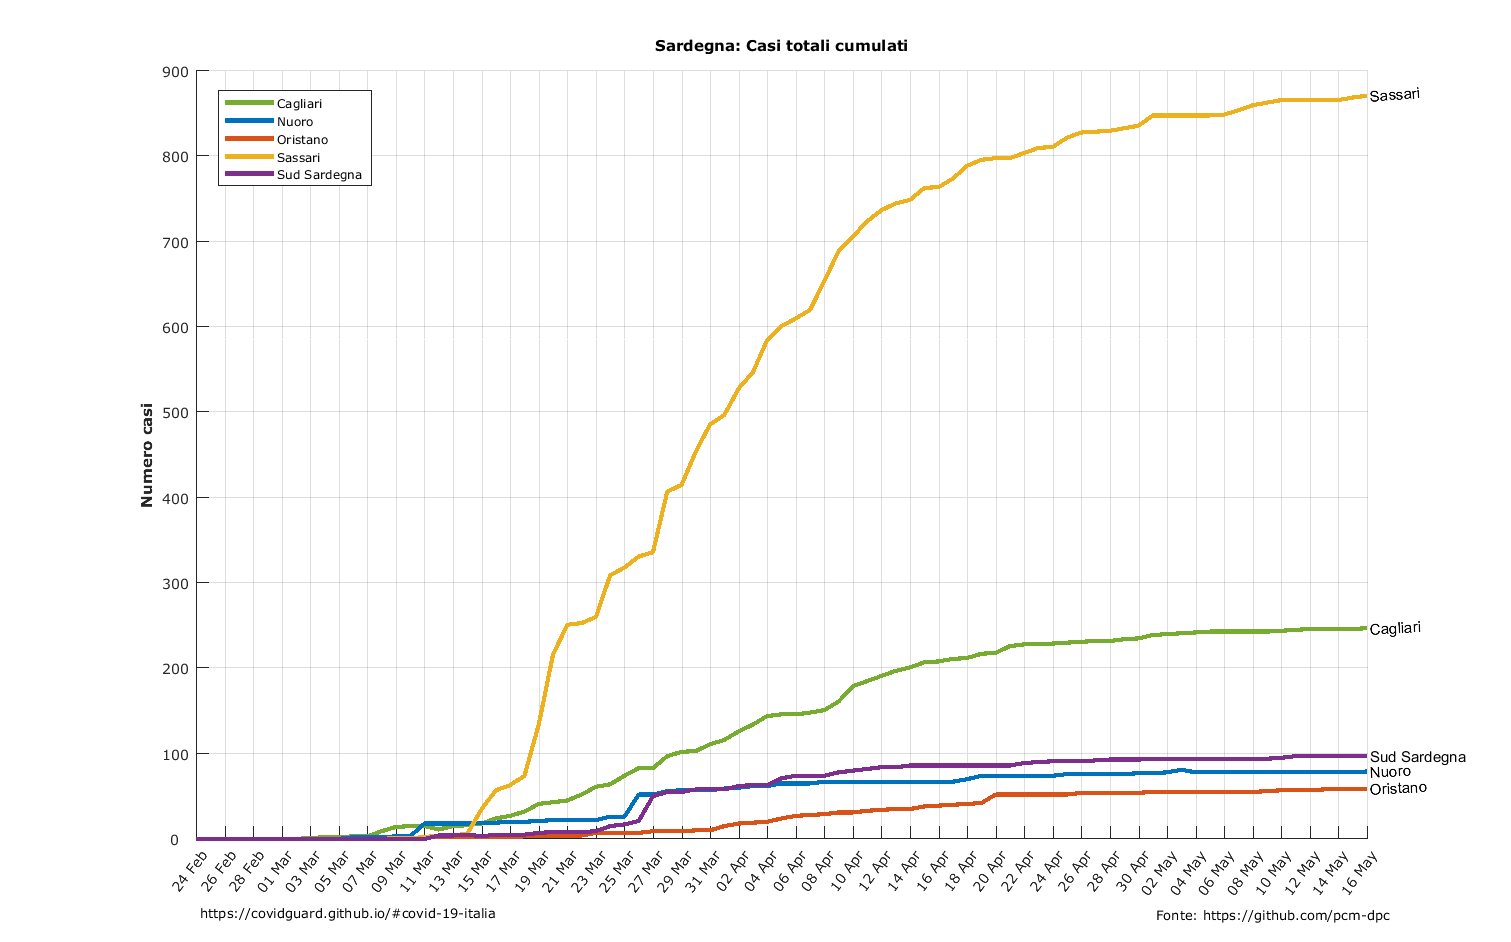 Sardegna: Casi totali cumulati
900
800
700
600
500
400
300
200
100
0
Numero casi
Cagliari
Nuoro
Oristano
Sassari
Sud Sardegna
Sassari
Cagliari
Sud Sardegna
Nuoro
Oristano
24 Feb
26 Feb
28 Feb
01 Mar
03 Mar
05 Mar
07 Mar
09 Mar
11 Mar
13 Mar
15 Mar
17 Mar
19 Mar
21 Mar
23 Mar
25 Mar
27 Mar
29 Mar
31 Mar
02 Apr
04 Apr
06 Apr
08 Apr
10 Apr
12 Apr
14 Apr
16 Apr
18 Apr
20 Apr
22 Apr
24 Apr
26 Apr
28 Apr
30 Apr
02 May
04 May
06 May
08 May
10 May
12 May
14 May
16 May
https://covidguard.github.io/#covid-19-italia
Fonte: https://github.com/pcm-dpc